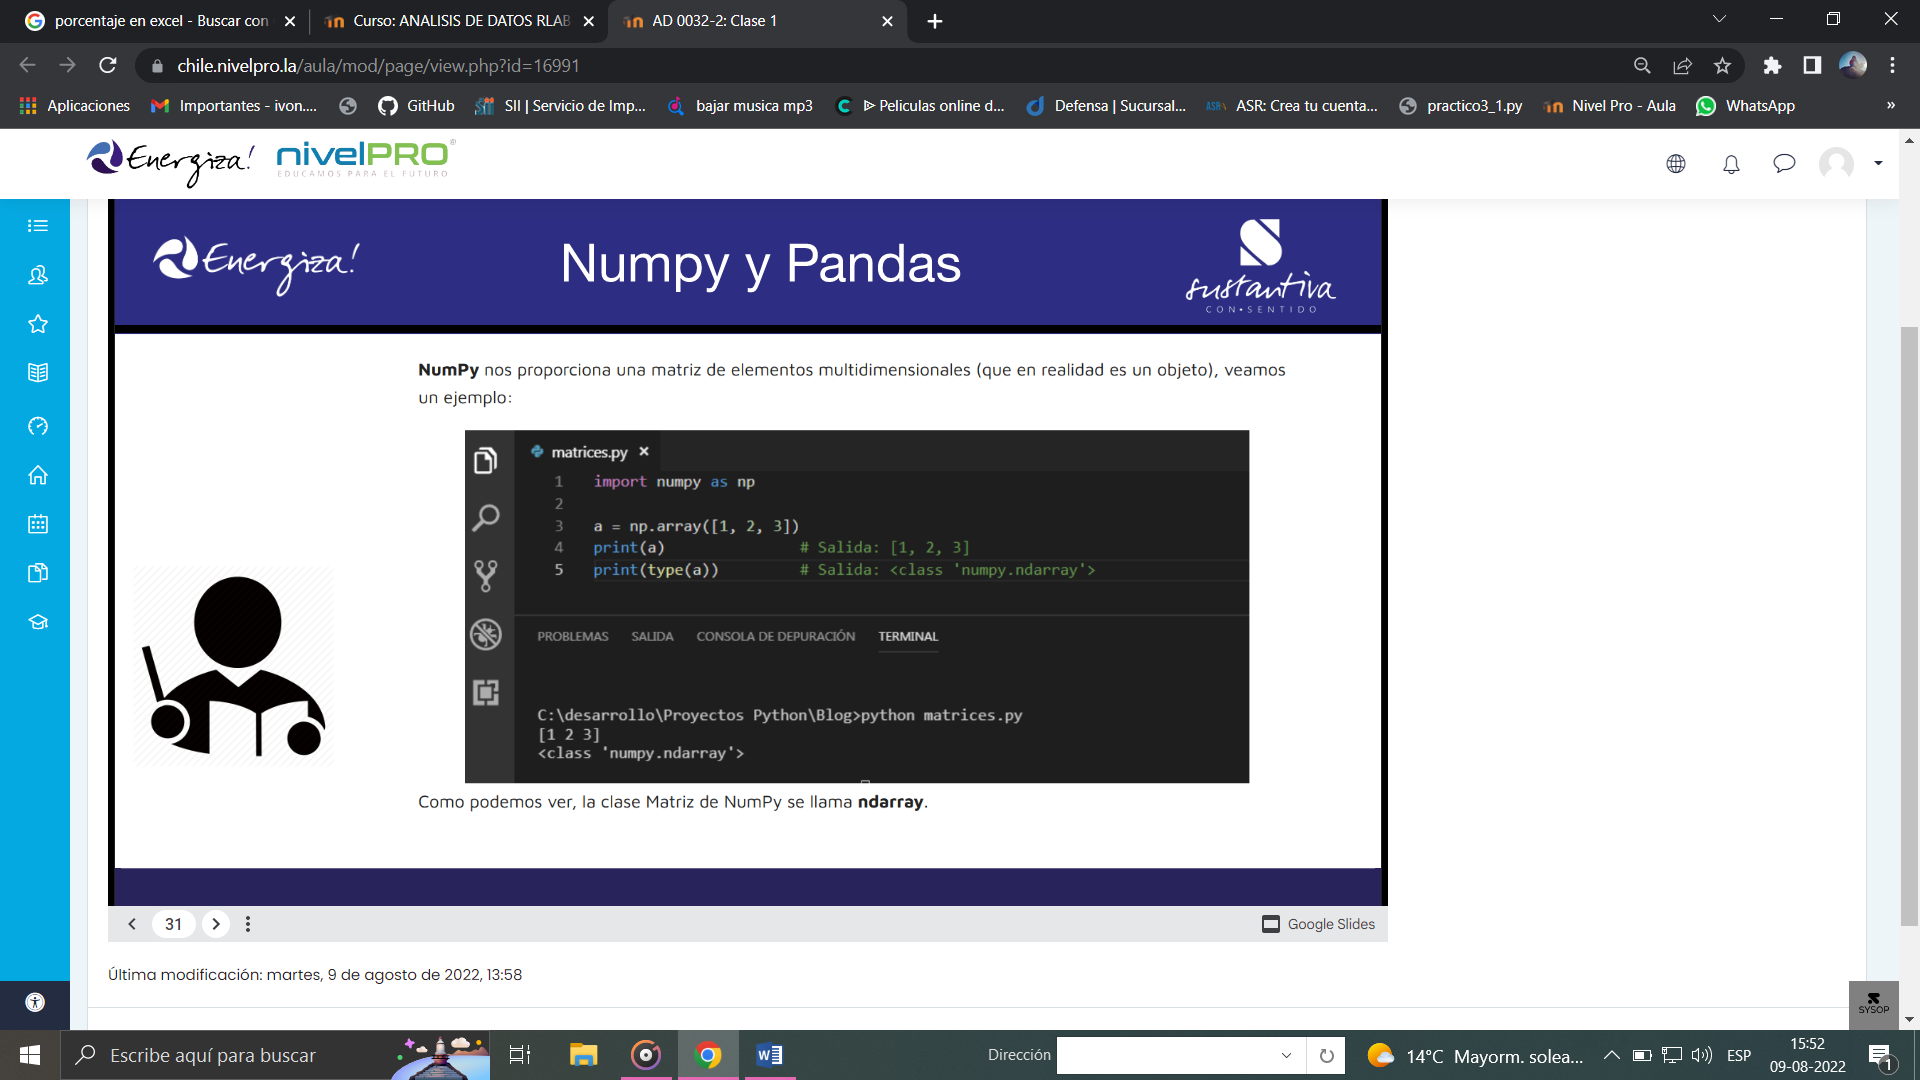 porcentaje en excel - Buscar con
Curso: ANALISIS DE DATOS RLAB
AD 0032-2: Clase 1
chile.nivelpro.la/aula/mod/page/view.php?id=16991
Aplicaciones
Importantes - ivon....
GitHub
SII | Servicio de Imp...
bajar musica mp3
Peliculas online d...
Defensa | Sucursal...
ASR: Crea tu cuenta...
practico3_1.py
Nivel Pro - Aula
WhatsApp
»
Energiza!
nivelPRO
EDUCAMOS PARA EL FUTURO
Energiza!
Numpy y Pandas
sustantiva
CON•SENTIDO
NumPy nos proporciona una matriz de elementos multidimensionales (que en realidad es un objeto), veamos
un ejemplo:
matrices.py
1 import numpy as np
2
3 a = np.array([1, 2, 3])
4 print(a) # Salida: [1, 2, 3]
5 print(type(a)) # Salida: <class 'numpy.ndarray'>
PROBLEMAS SALIDA CONSOLA DE DEPURACIÓN TERMINAL
C:\desarrollo\Proyectos Python\Blog>python matrices.py
[1 2 3]
<class 'numpy.ndarray'>
Como podemos ver, la clase Matriz de NumPy se llama ndarray.
31
Google Slides
Última modificación: martes, 9 de agosto de 2022, 13:58
SYSOP
Escribe aquí para buscar
Dirección
14°C Mayorm. solea...
ESP
15:52
09-08-2022
1